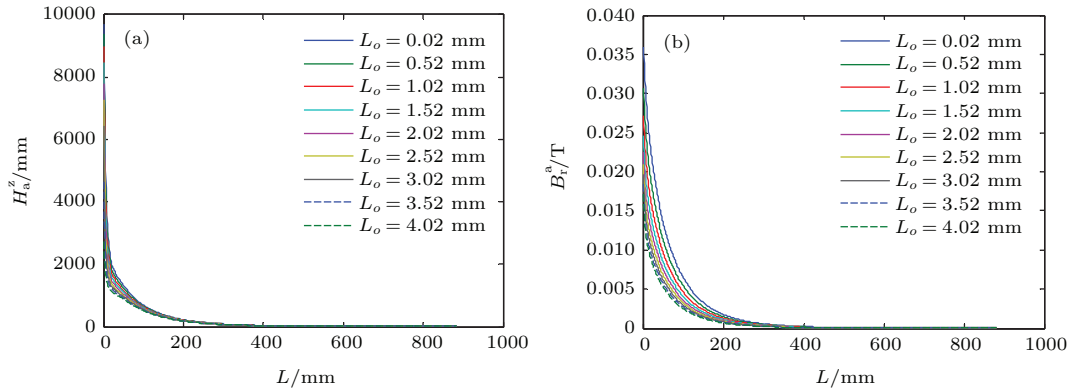 10000
8000
6000
4000
2000
0
H_a^z/mm
(a)
L_o = 0.02 mm
L_o = 0.52 mm
L_o = 1.02 mm
L_o = 1.52 mm
L_o = 2.02 mm
L_o = 2.52 mm
L_o = 3.02 mm
L_o = 3.52 mm
L_o = 4.02 mm
0 200 400 600 800 1000
L/mm
0.040
0.035
0.030
0.025
0.020
0.015
0.010
0.005
0
B_r^a/T
(b)
L_o = 0.02 mm
L_o = 0.52 mm
L_o = 1.02 mm
L_o = 1.52 mm
L_o = 2.02 mm
L_o = 2.52 mm
L_o = 3.02 mm
L_o = 3.52 mm
L_o = 4.02 mm
0 200 400 600 800 1000
L/mm